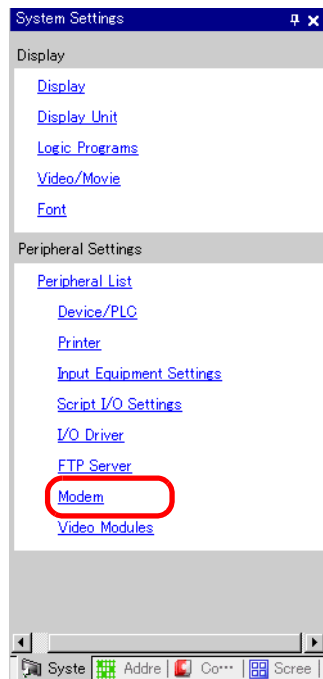 System Settings
Display
Display
Display Unit
Logic Programs
Video/Movie
Font
Peripheral Settings
Peripheral List
Device/PLC
Printer
Input Equipment Settings
Script I/O Settings
I/O Driver
FTP Server
Modem
Video Modules
Syste Addre Co··· Scree